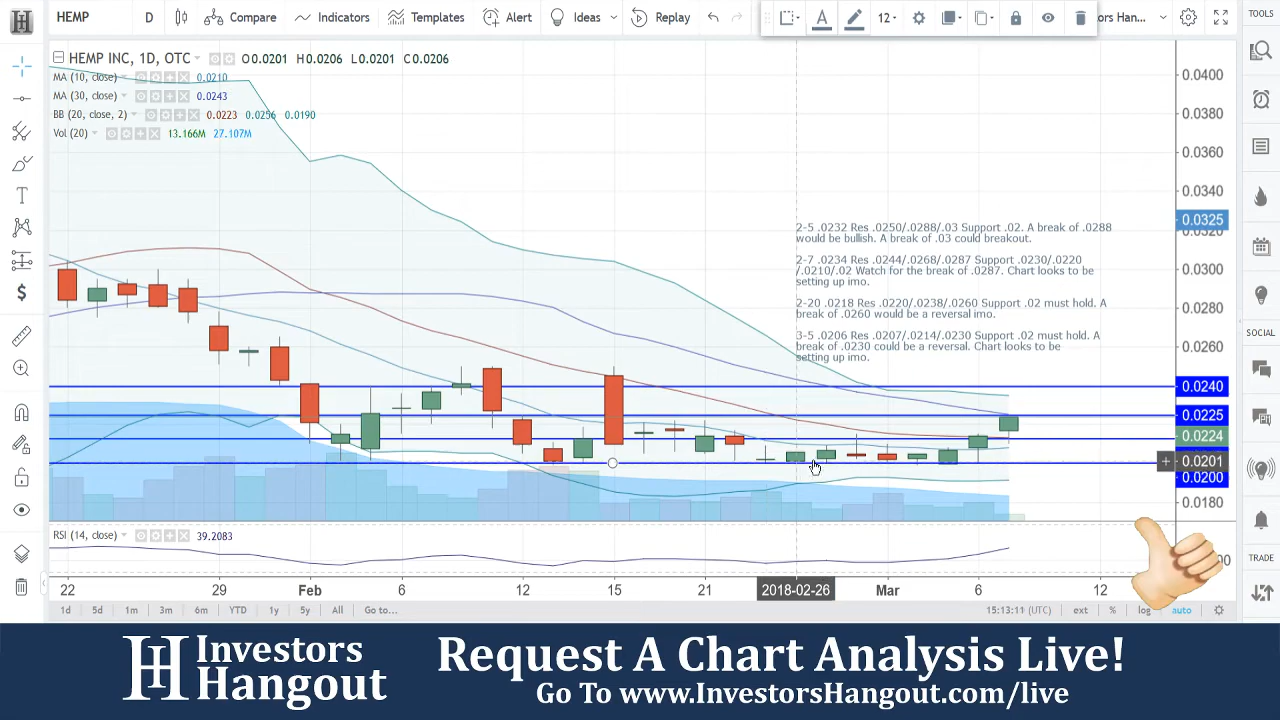 HEMP
D
Compare
Indicators
Templates
Alert
Ideas
Replay
12
ors Han...
TOOLS
HEMP INC, 1D, OTC
O0.0201 H0.0206 L0.0201 C0.0206
MA (10, close) 0.0210
MA (30, close) 0.0243
BB (20, close, 2) 0.0223 0.0256 0.0190
Vol (20) 13.166M 27.107M
0.0400
0.0380
0.0360
0.0340
0.0325
0.0320
0.0300
0.0280
0.0260
0.0240
0.0225
0.0224
0.0201
0.0200
0.0180
2-5 .0232 Res .0250/.0288/.03 Support .02. A break of .0288
would be bullish. A break of .03 could breakout.
2-7 .0234 Res .0244/.0268/.0287 Support .0230/.0220
/.0210/.02 Watch for the break of .0287. Chart looks to be
setting up imo.
2-20 .0218 Res .0220/.0238/.0260 Support .02 must hold. A
break of .0260 would be a reversal imo.
3-5 .0206 Res .0207/.0214/.0230 Support .02 must hold. A
break of .0230 could be a reversal. Chart looks to be
setting up imo.
SOCIAL
TRADE
RSI (14, close) 39.2083
22 29 Feb 6 12 15 21 2018-02-26 Mar 6 12
1d 5d 1m 3m 6m YTD 1y 5y All Go to... 15:13:11 (UTC) ext % log auto
IH
Investors
Hangout
Request A Chart Analysis Live!
Go To www.InvestorsHangout.com/live